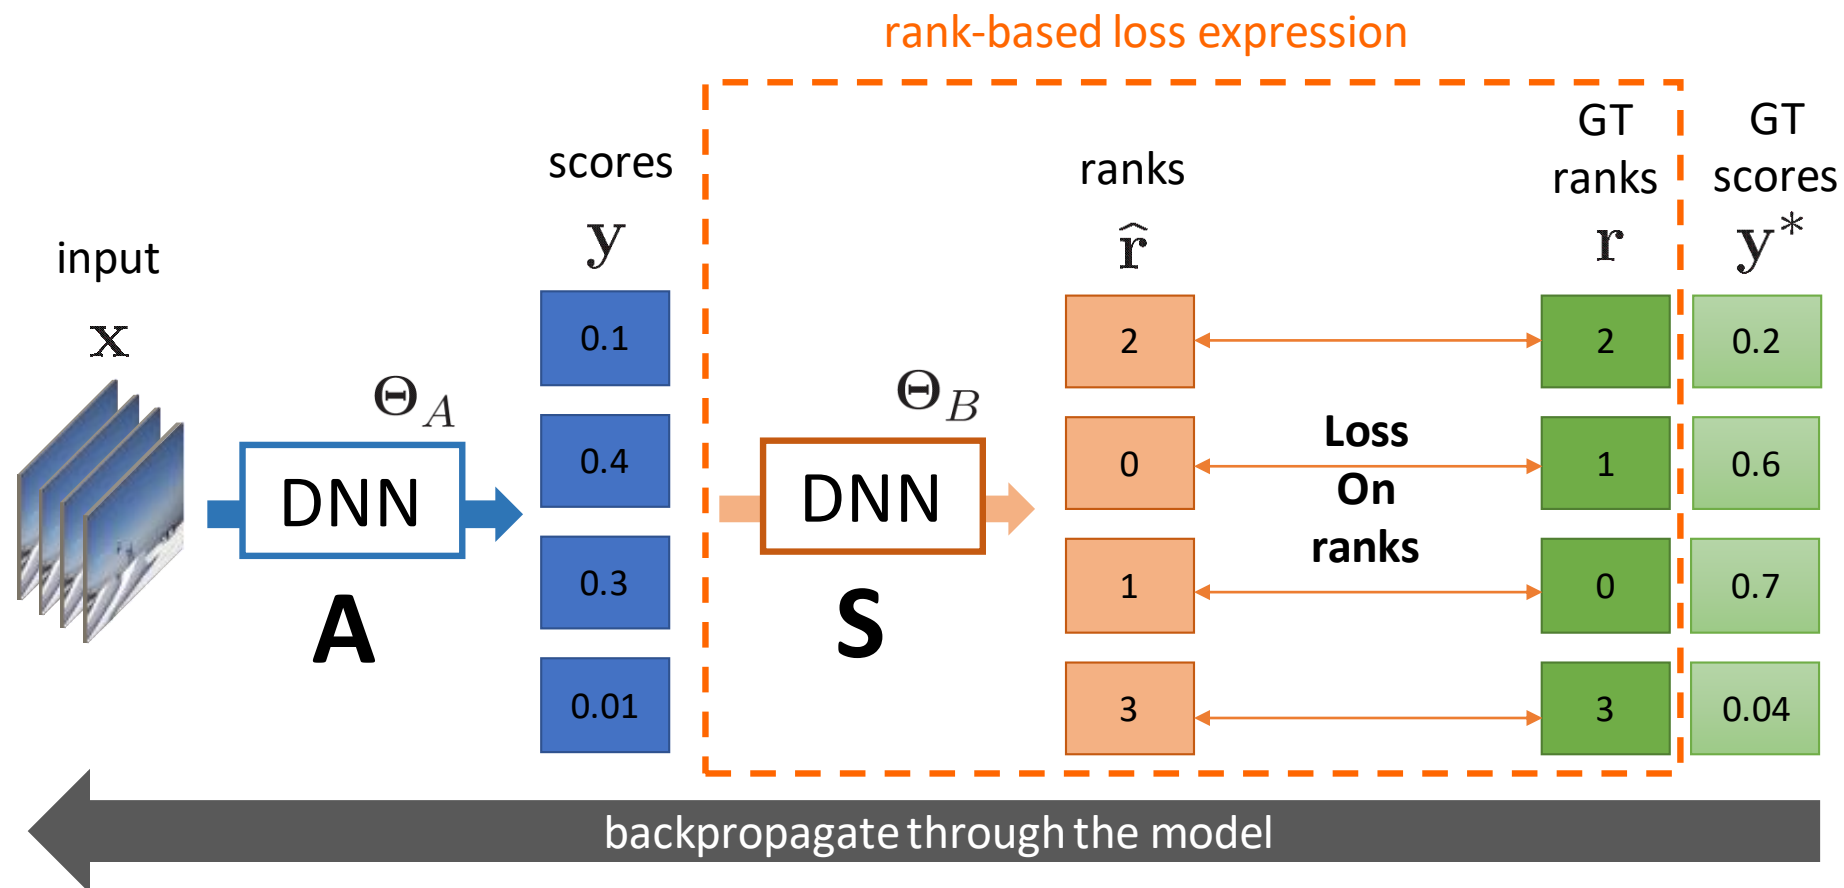 rank-based loss expression
input
x
Θ_A
DNN
A
scores
y
0.1
0.4
0.3
0.01
Θ_B
DNN
S
ranks
r̂
2
0
1
3
Loss
On
ranks
GT
ranks
r
2
1
0
3
GT
scores
y*
0.2
0.6
0.7
0.04
backpropagate through the model